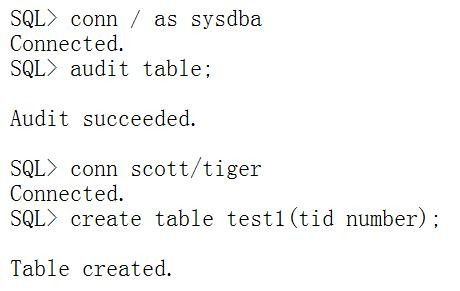 SQL> conn / as sysdba
Connected.
SQL> audit table;
Audit succeeded.
SQL> conn scott/tiger
Connected.
SQL> create table test1(tid number);
Table created.